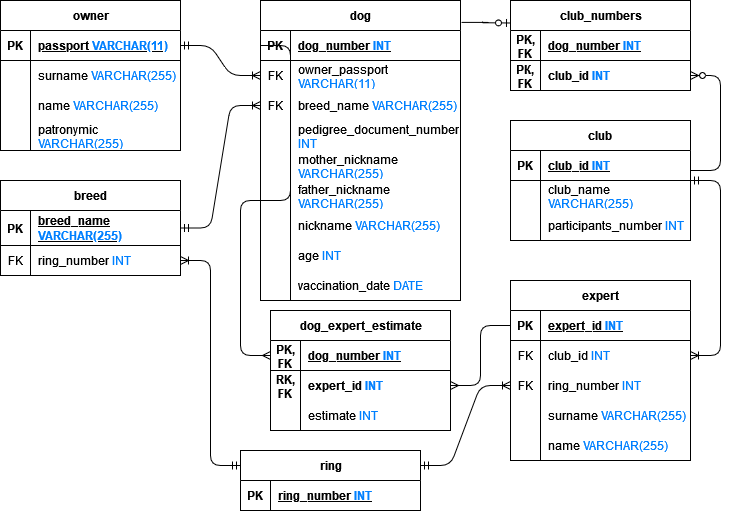 owner
PK passport VARCHAR(11)
surname VARCHAR(255)
name VARCHAR(255)
patronymic
VARCHAR(255)
breed
PK breed_name
VARCHAR(255)
FK ring_number INT
dog
PK dog_number INT
FK owner_passport
VARCHAR(11)
FK breed_name VARCHAR(255)
pedigree_document_number
INT
mother_nickname
VARCHAR(255)
father_nickname
VARCHAR(255)
nickname VARCHAR(255)
age INT
vaccination_date DATE
dog_expert_estimate
PK,
FK dog_number INT
RK,
FK expert_id INT
estimate INT
ring
PK ring_number INT
club_numbers
PK,
FK dog_number INT
PK,
FK club_id INT
club
PK club_id INT
club_name
VARCHAR(255)
participants_number INT
expert
PK expert_id INT
FK club_id INT
FK ring_number INT
surname VARCHAR(255)
name VARCHAR(255)